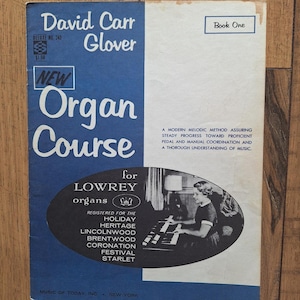 David Carr
Glover
Book One
NEW
Organ
Course
A MODERN MELODIC METHOD ASSURING
STEADY PROGRESS TOWARD PROFICIENT
PEDAL AND MANUAL COORDINATION AND
A THOROUGH UNDERSTANDING OF MUSIC.
for
LOWREY
organs
REGISTERED FOR THE
HOLIDAY
HERITAGE
LINCOLNWOOD
BRENTWOOD
CORONATION
FESTIVAL
STARLET